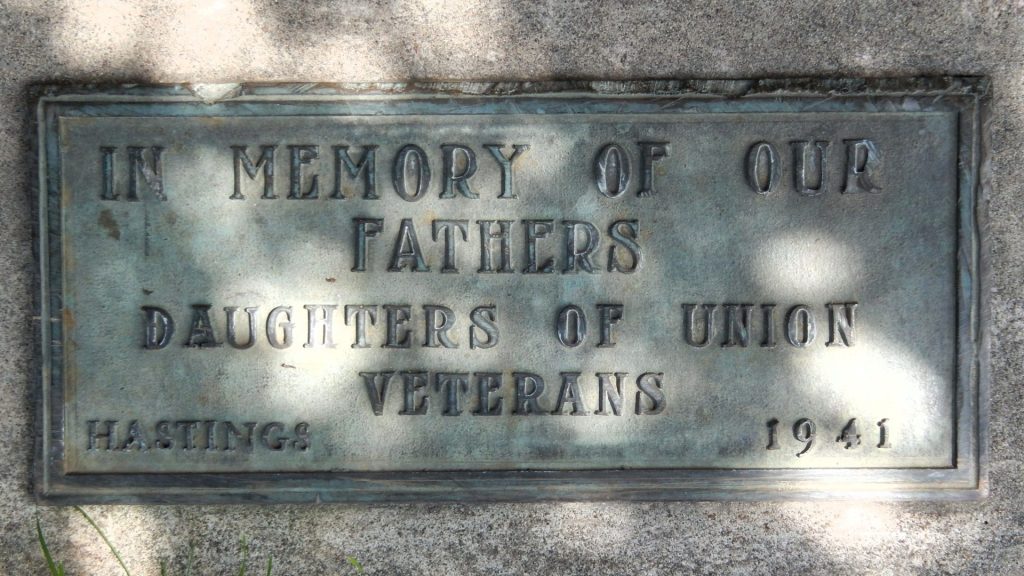 IN MEMORY OF OUR
FATHERS
DAUGHTERS OF UNION
VETERANS
HASTINGS 1941